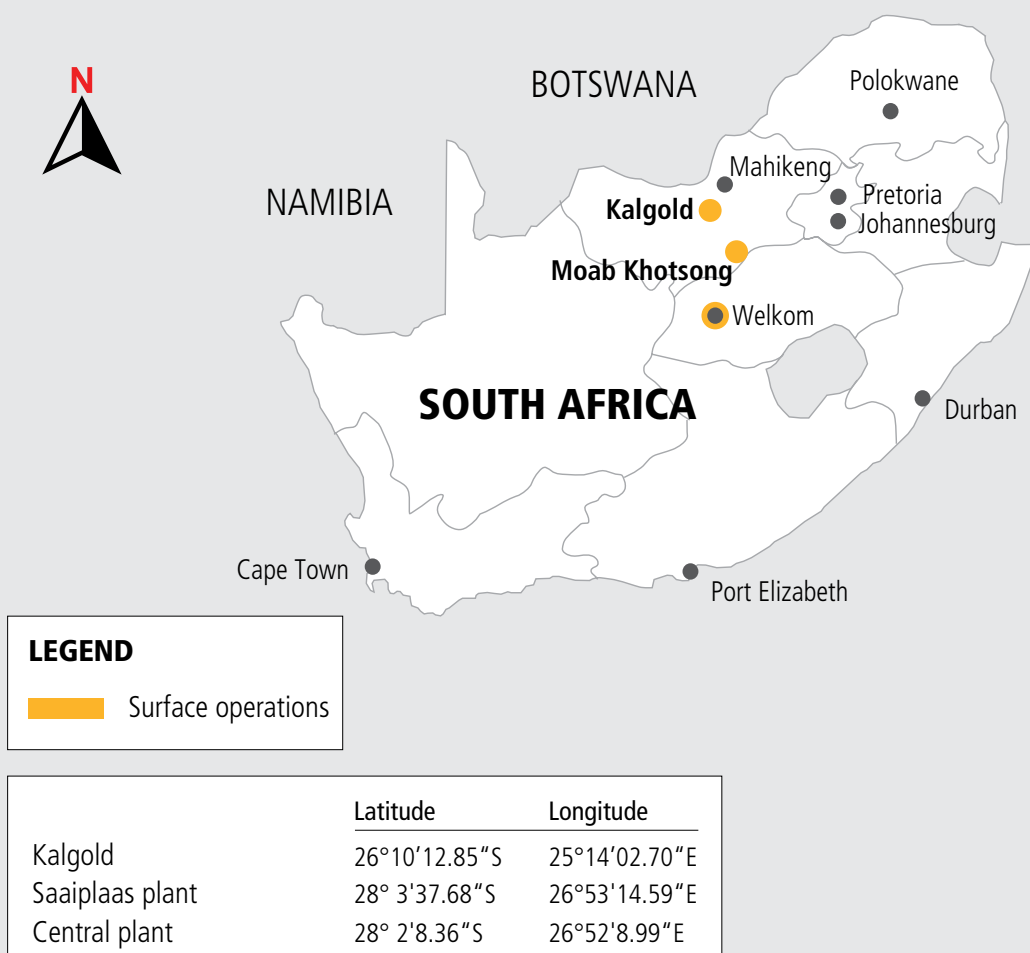 N
BOTSWANA
Polokwane
Mahikeng
NAMIBIA
Pretoria
Kalgold
Johannesburg
Moab Khotsong
Welkom
SOUTH AFRICA
Durban
Cape Town
Port Elizabeth
LEGEND
Surface operations
Latitude Longitude
Kalgold 26°10'12.85"S 25°14'02.70"E
Saaiplaas plant 28° 3'37.68"S 26°53'14.59"E
Central plant 28° 2'8.36"S 26°52'8.99"E